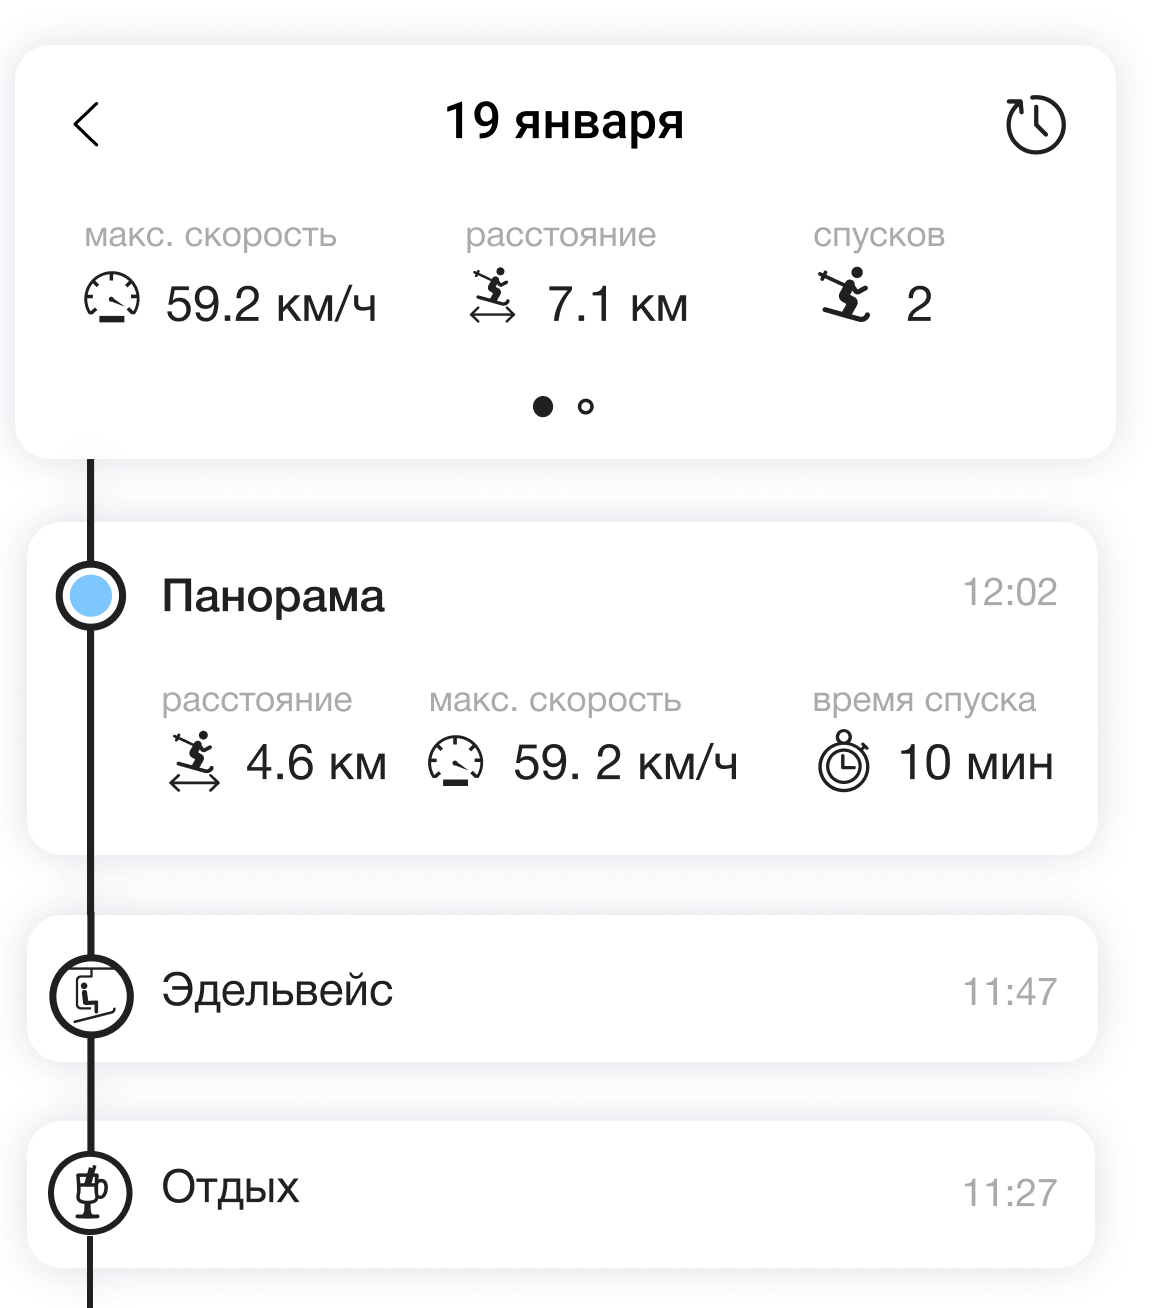 19 января
макс. скорость расстояние спусков
59.2 км/ч 7.1 км 2
Панорама 12:02
расстояние макс. скорость время спуска
4.6 км 59. 2 км/ч 10 мин
Эдельвейс 11:47
Отдых 11:27